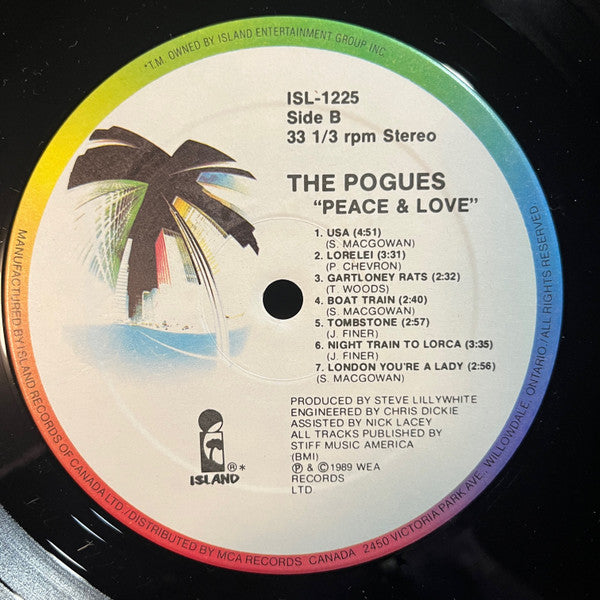 *T.M. OWNED BY ISLAND ENTERTAINMENT GROUP INC.
ISL-1225
Side B
33 1/3 rpm Stereo
THE POGUES
"PEACE & LOVE"
1. USA (4:51)
(S. MACGOWAN)
2. LORELEI (3:31)
(P. CHEVRON)
3. GARTLONEY RATS (2:32)
(T. WOODS)
4. BOAT TRAIN (2:40)
(S. MACGOWAN)
5. TOMBSTONE (2:57)
(J. FINER)
6. NIGHT TRAIN TO LORCA (3:35)
(J. FINER)
7. LONDON YOU'RE A LADY (2:56)
(S. MACGOWAN)
PRODUCED BY STEVE LILLYWHITE
ENGINEERED BY CHRIS DICKIE
ASSISTED BY NICK LACEY
ALL TRACKS PUBLISHED BY
STIFF MUSIC AMERICA
(BMI)
℗ & ©1989 WEA
RECORDS
LTD.
i
®*
ISLAND
MANUFACTURED BY ISLAND RECORDS OF CANADA LTD./DISTRIBUTED BY MCA RECORDS CANADA 2450 VICTORIA PARK AVE. WILLOWDALE, ONTARIO/ALL RIGHTS RESERVED.